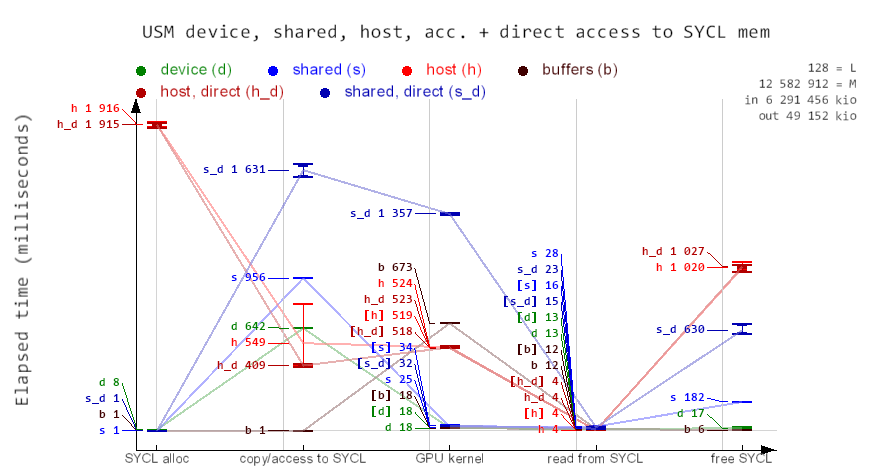 USM device, shared, host, acc. + direct access to SYCL mem
device (d)
shared (s)
host (h)
buffers (b)
host, direct (h_d)
shared, direct (s_d)
128 = L
12 582 912 = M
in 6 291 456 kio
out 49 152 kio
Elapsed time (milliseconds)
h 1 916
h_d 1 915
d 8
s_d 1
b 1
s 1
s_d 1 631
s 956
d 642
h 549
h_d 409
b 1
s_d 1 357
b 673
h 524
h_d 523
[h] 519
[h_d] 518
[s] 34
[s_d] 32
s 25
[b] 18
[d] 18
d 18
s 28
s_d 23
[s] 16
[s_d] 15
[d] 13
d 13
[b] 12
b 12
[h_d] 4
h_d 4
[h] 4
h 4
h_d 1 027
h 1 020
s_d 630
s 182
d 17
b 6
SYCL alloc
copy/access to SYCL
GPU kernel
read from SYCL
free SYCL